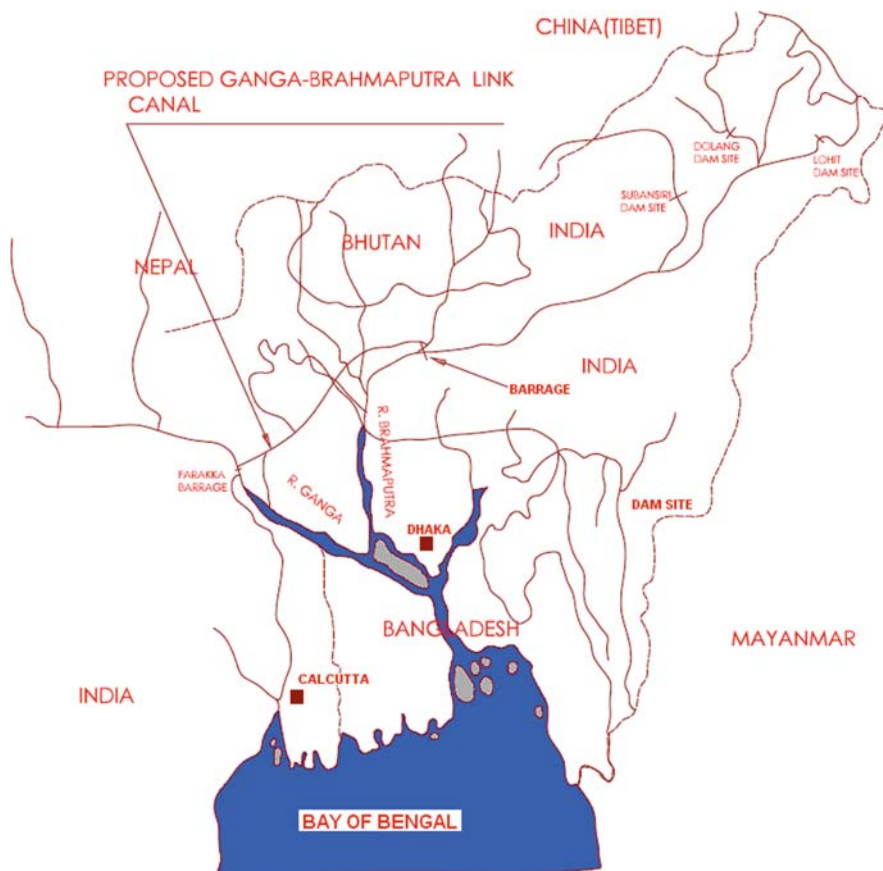 CHINA(TIBET)
PROPOSED GANGA-BRAHMAPUTRA LINK
CANAL
DOLANG
DAM SITE
LOHIT
DAM SITE
SUBANSIRI
DAM SITE
INDIA
BHUTAN
NEPAL
INDIA
BARRAGE
R. BRAHMAPUTRA
FARAKKA
BARRAGE
R. GANGA
DAM SITE
DHAKA
BANGLADESH
MAYANMAR
CALCUTTA
INDIA
BAY OF BENGAL